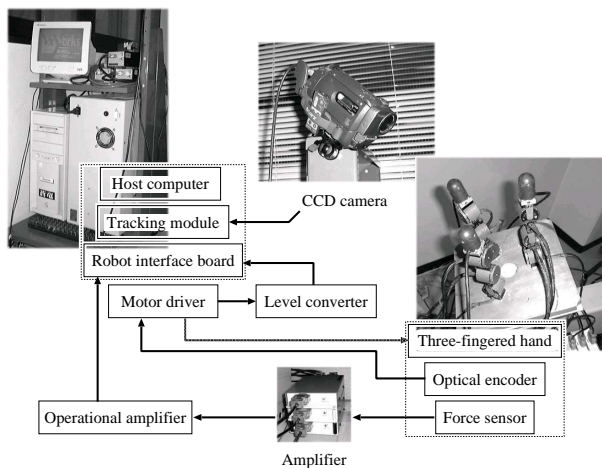 Host computer
CCD camera
Tracking module
Robot interface board
Motor driver
Level converter
Three-fingered hand
Optical encoder
Operational amplifier
Force sensor
Amplifier